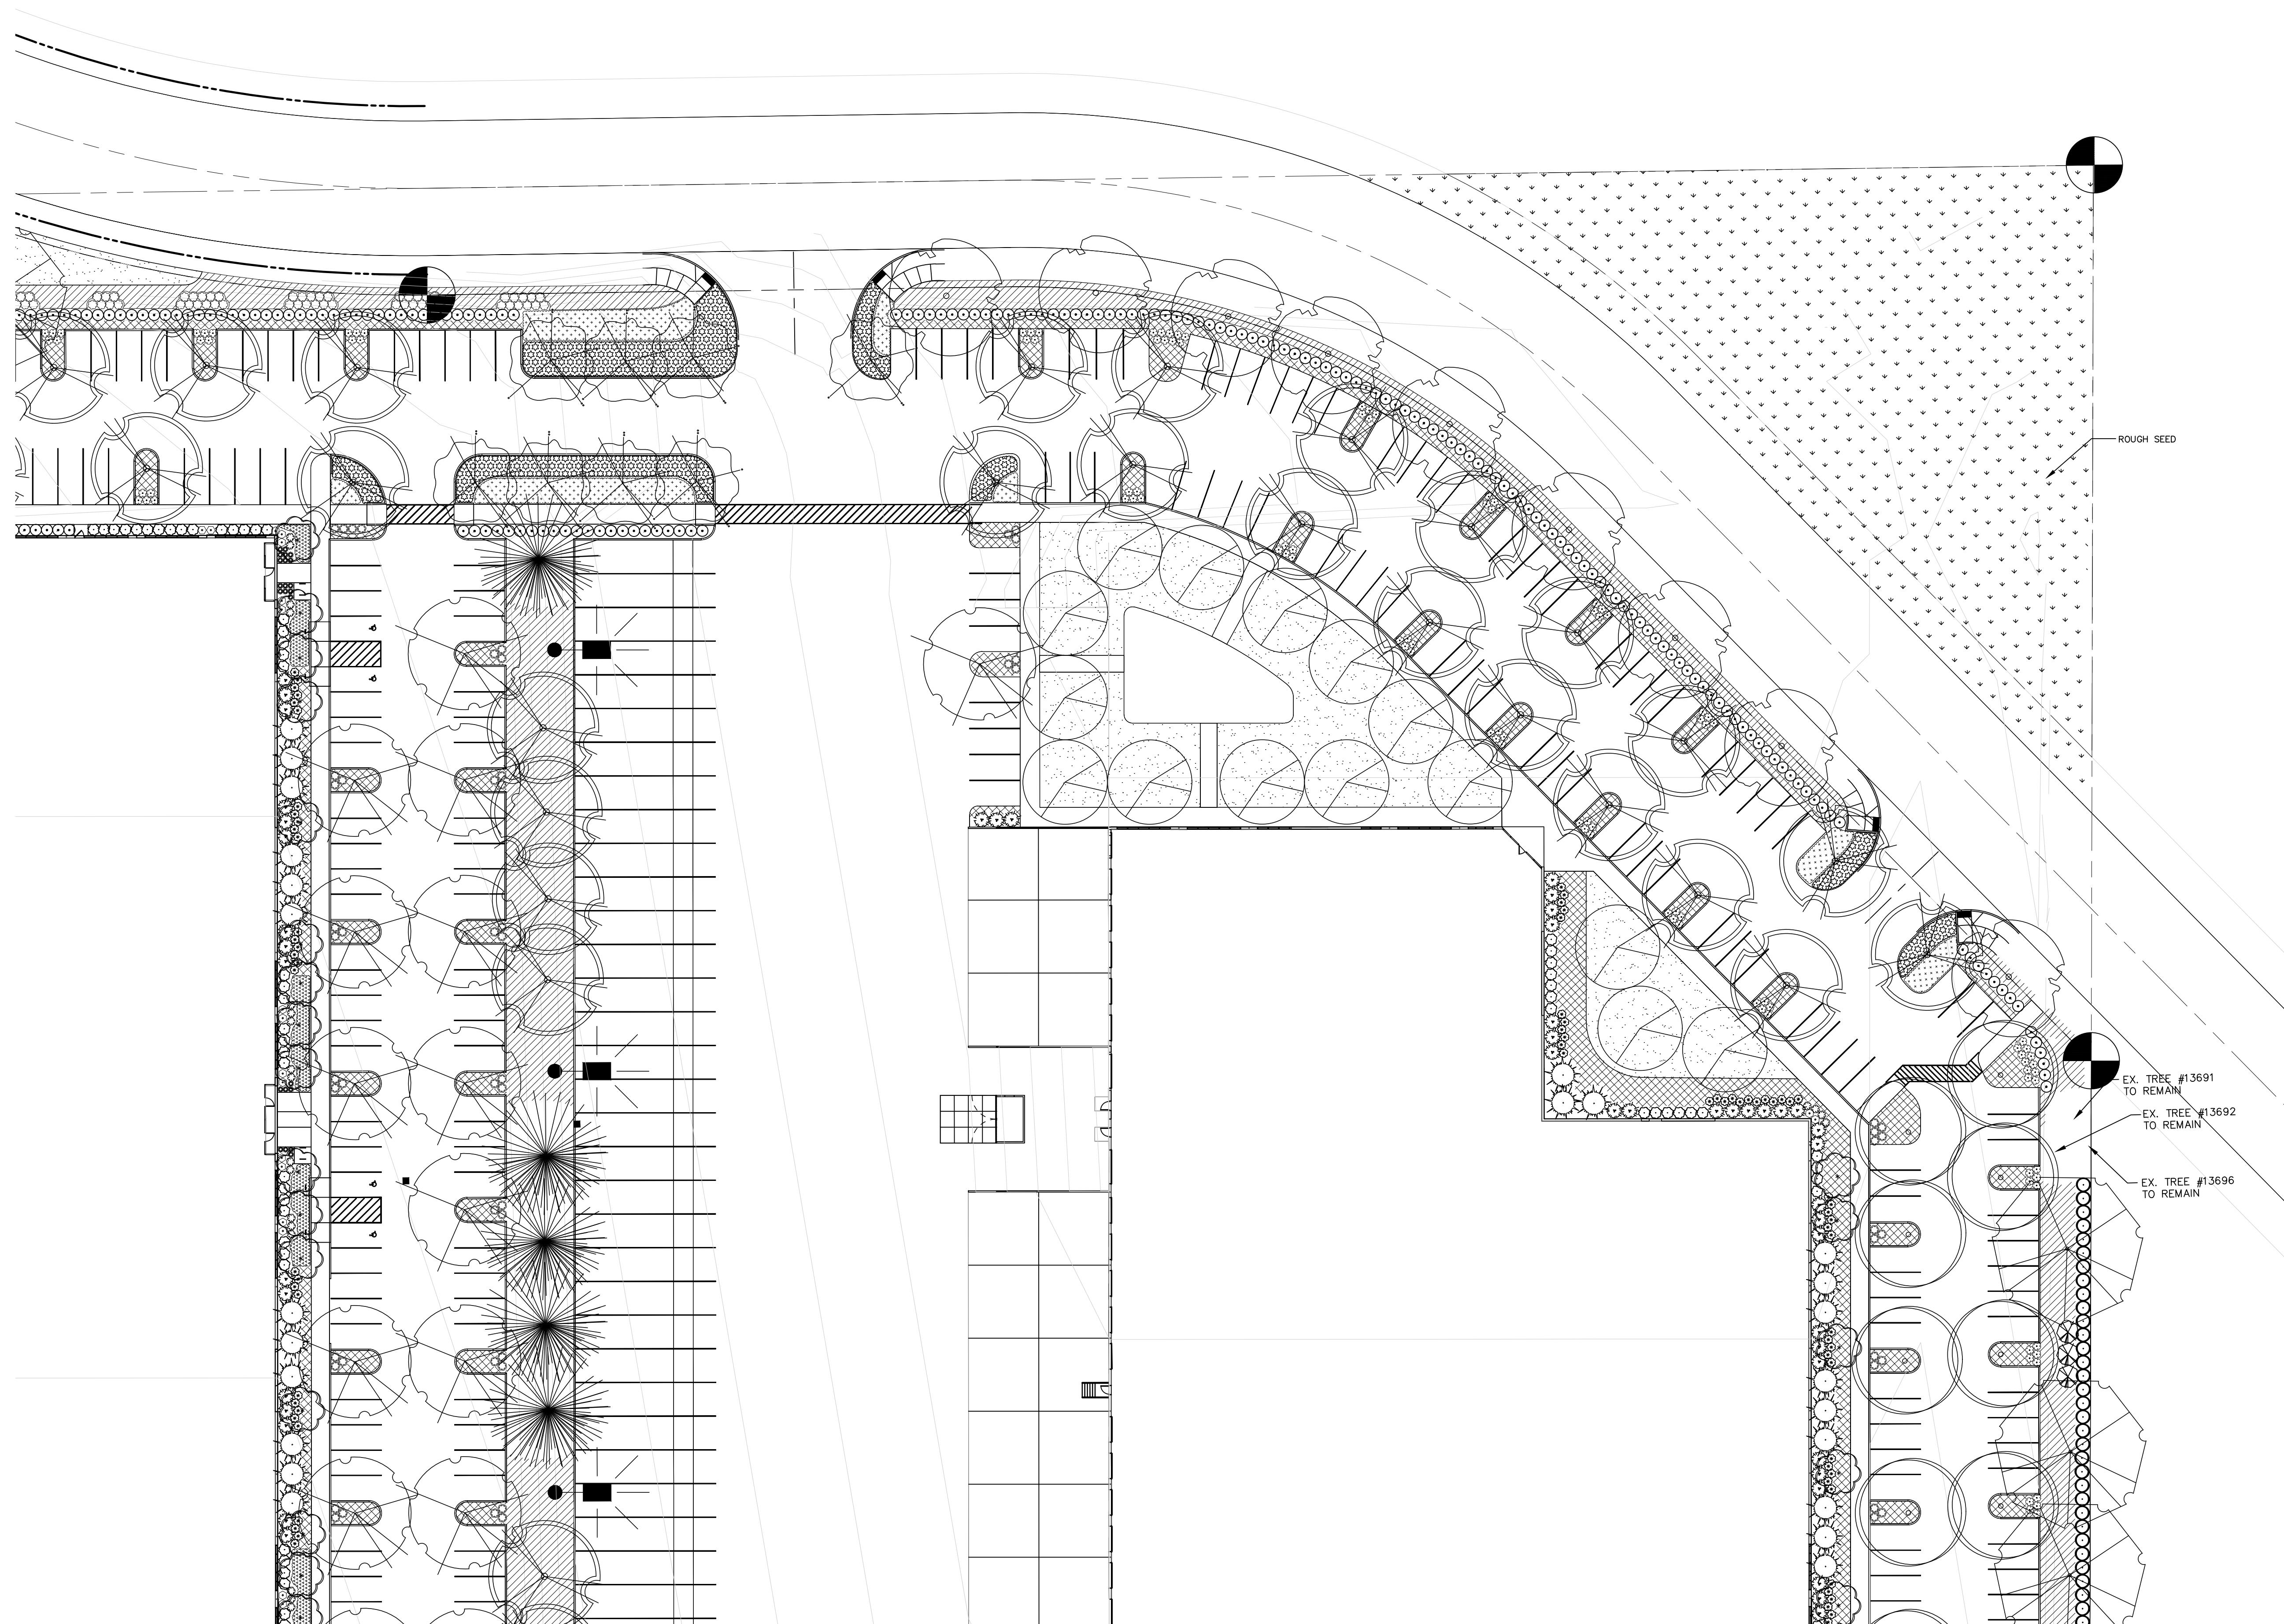 ROUGH SEED
EX. TREE #13691
TO REMAIN
EX. TREE #13692
TO REMAIN
EX. TREE #13696
TO REMAIN